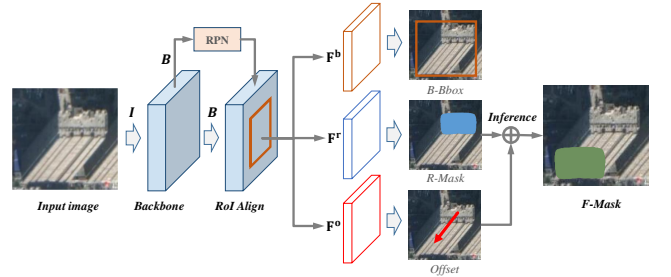 RPN
B
I
B
F^b
F^r
F^o
B-Bbox
R-Mask
Offset
Inference
Input image
Backbone
RoI Align
F-Mask